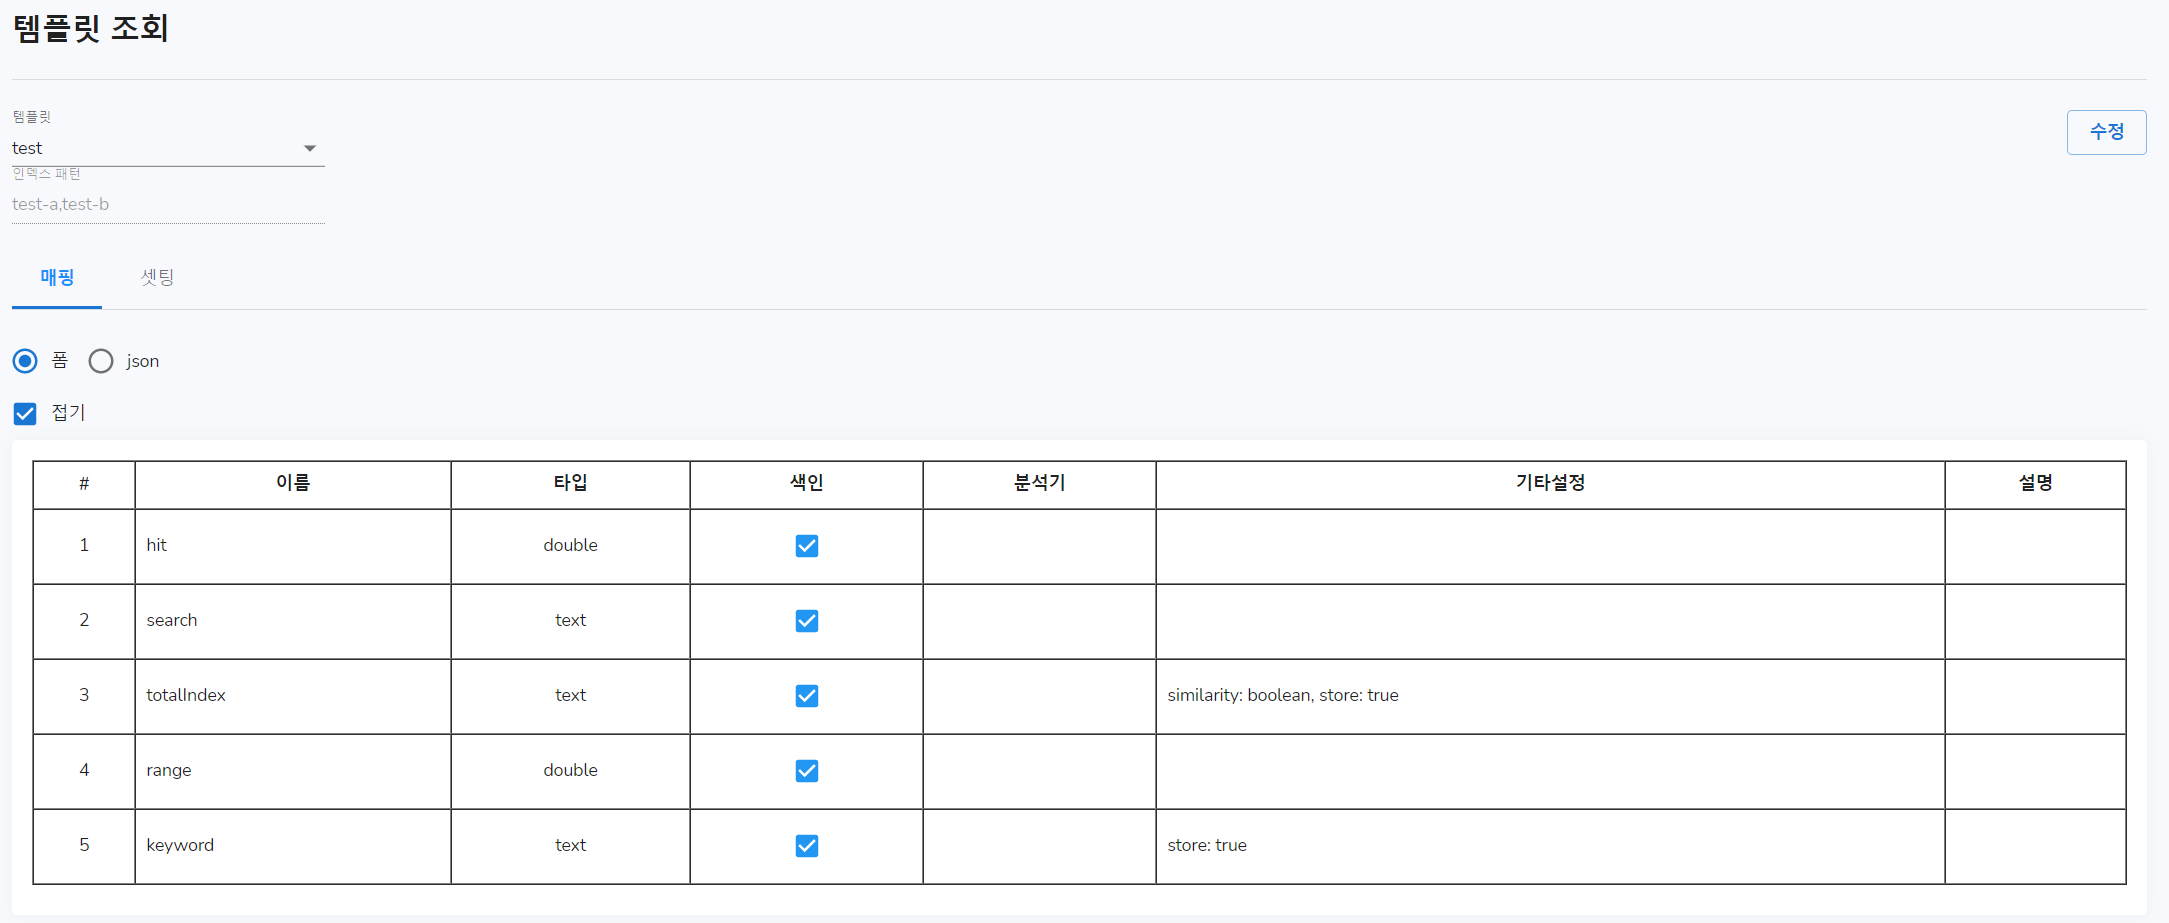 템플릿 조회
템플릿
test
수정
인덱스 패턴
test-a,test-b
매핑 셋팅
폼 json
접기
# 이름 타입 색인 분석기 기타설정 설명
1 hit double
2 search text
3 totalIndex text similarity: boolean, store: true
4 range double
5 keyword text store: true